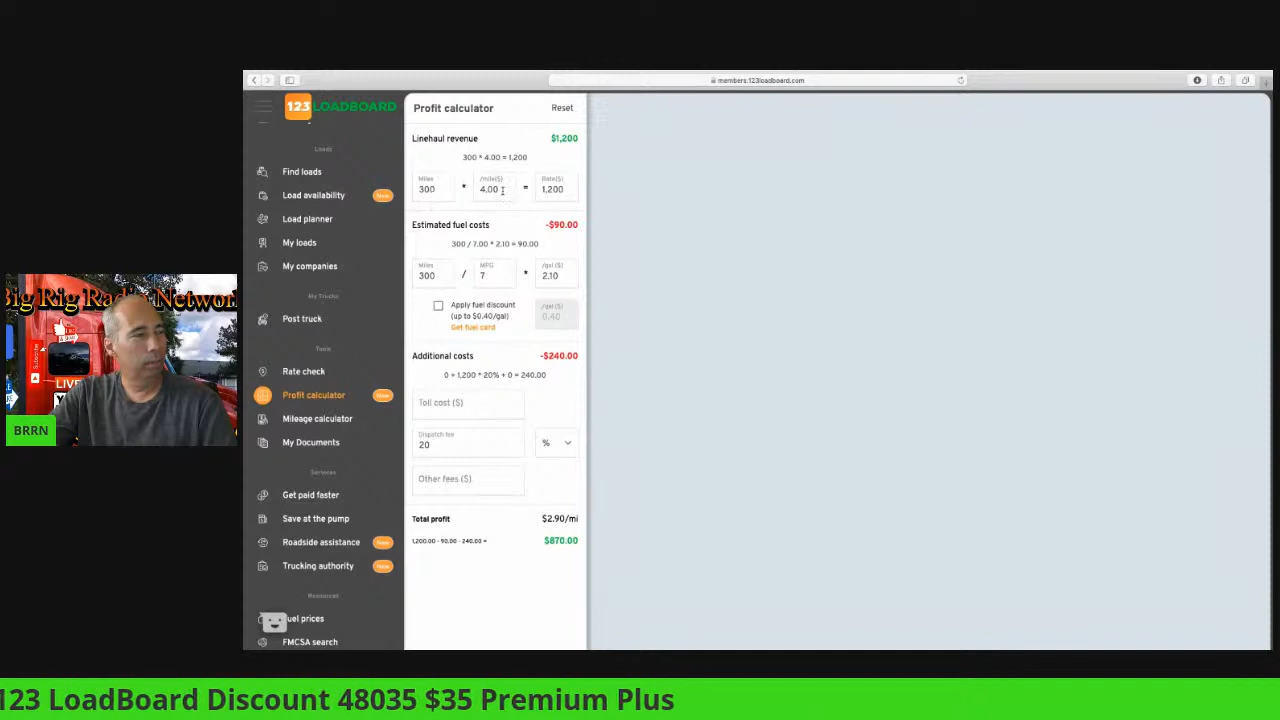 members.123loadboard.com
123 LOADBOARD
Loads
Find loads
Load availability New
Load planner
My loads
My companies
My Trucks
Post truck
Tools
Rate check
Profit calculator New
Mileage calculator
My Documents
Services
Get paid faster
Save at the pump
Roadside assistance New
Trucking authority New
Resources
uel prices
FMCSA search
Profit calculator Reset
Linehaul revenue $1,200
300 * 4.00 = 1,200
Miles /mile($) Rate($)
300 * 4.00 = 1,200
Estimated fuel costs -$90.00
300 / 7.00 * 2.10 = 90.00
Miles MPG /gal ($)
300 / 7 * 2.10
Apply fuel discount /gal ($)
(up to $0.40/gal) 0.40
Get fuel card
Additional costs -$240.00
0 + 1,200 * 20% + 0 = 240.00
Toll cost ($)
Dispatch fee
20 %
Other fees ($)
Total profit $2.90/mi
1,200.00 - 90.00 - 240.00 = $870.00
Big Rig Radio Network
Subscribe
LIVE
BRRN
123 LoadBoard Discount 48035 $35 Premium Plus